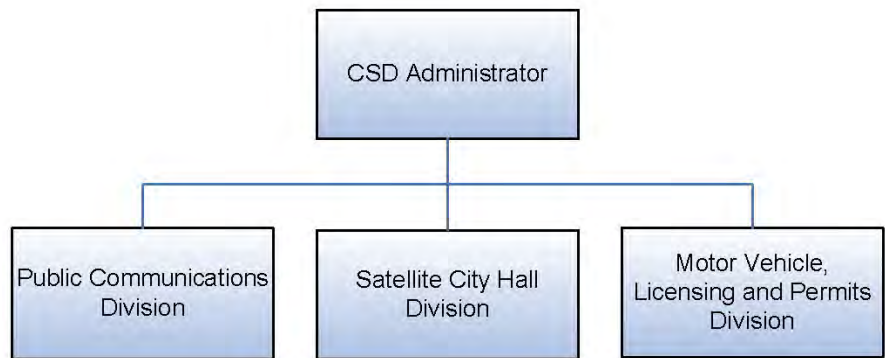 CSD Administrator
Public Communications
Division
Satellite City Hall
Division
Motor Vehicle,
Licensing and Permits
Division